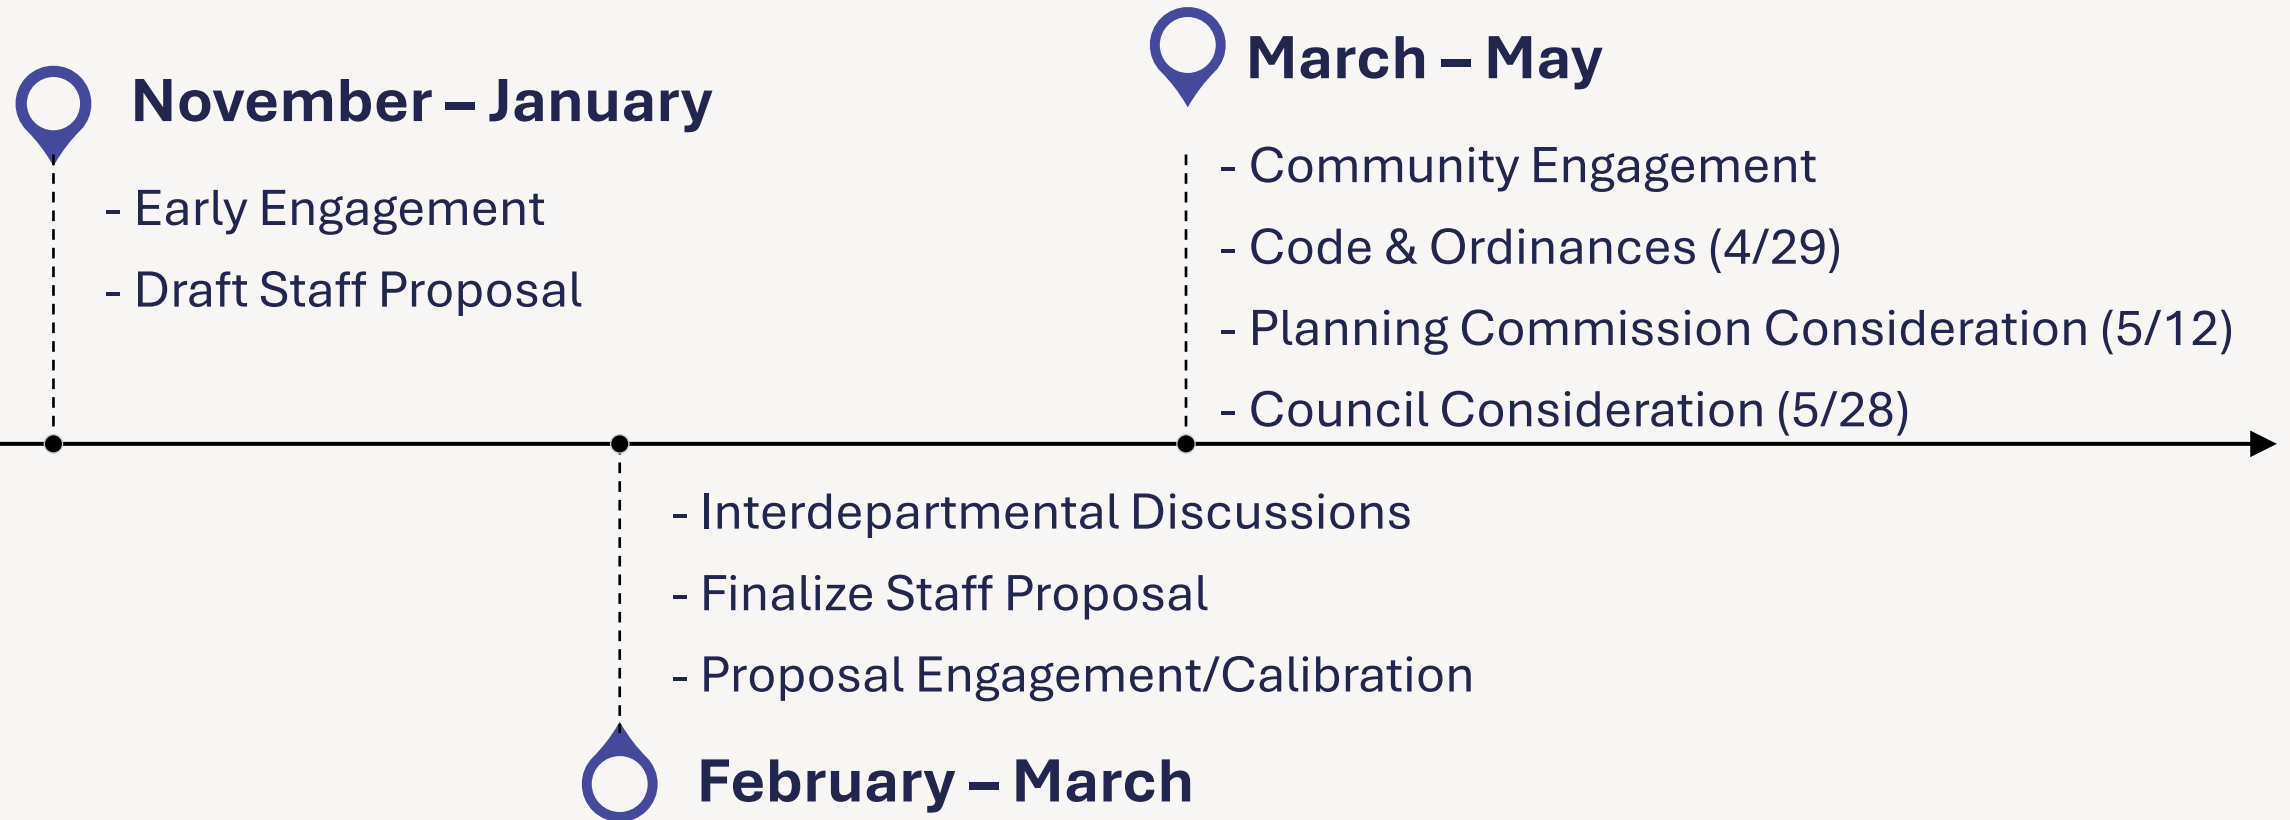 November – January
- Early Engagement
- Draft Staff Proposal
March – May
- Community Engagement
- Code & Ordinances (4/29)
- Planning Commission Consideration (5/12)
- Council Consideration (5/28)
- Interdepartmental Discussions
- Finalize Staff Proposal
- Proposal Engagement/Calibration
February – March